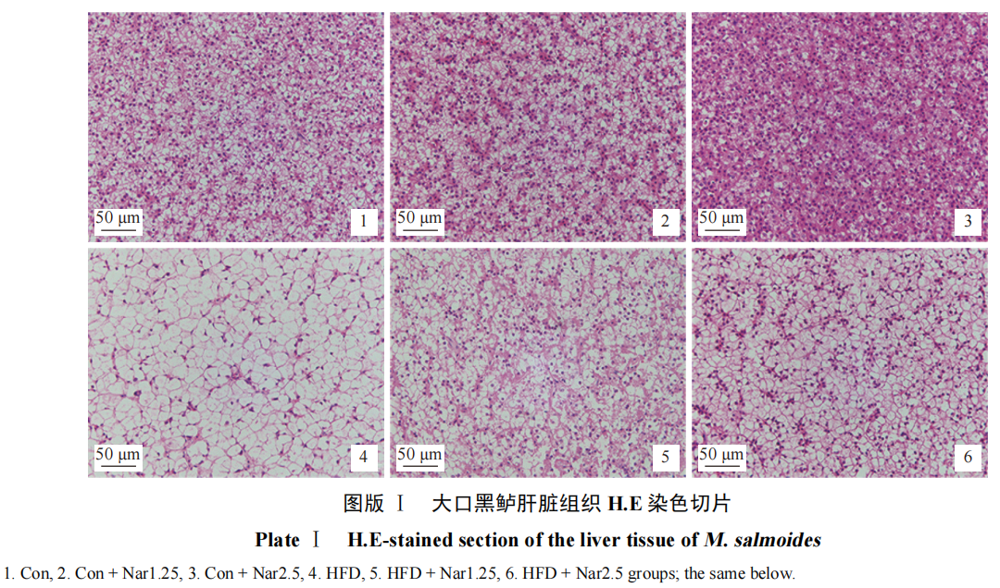 50 μm
1
50 μm
2
50 μm
3
50 μm
4
50 μm
5
50 μm
6
图版 Ⅰ 大口黑鲈肝脏组织 H.E 染色切片
Plate Ⅰ H.E-stained section of the liver tissue of M. salmoides
1. Con, 2. Con + Nar1.25, 3. Con + Nar2.5, 4. HFD, 5. HFD + Nar1.25, 6. HFD + Nar2.5 groups; the same below.